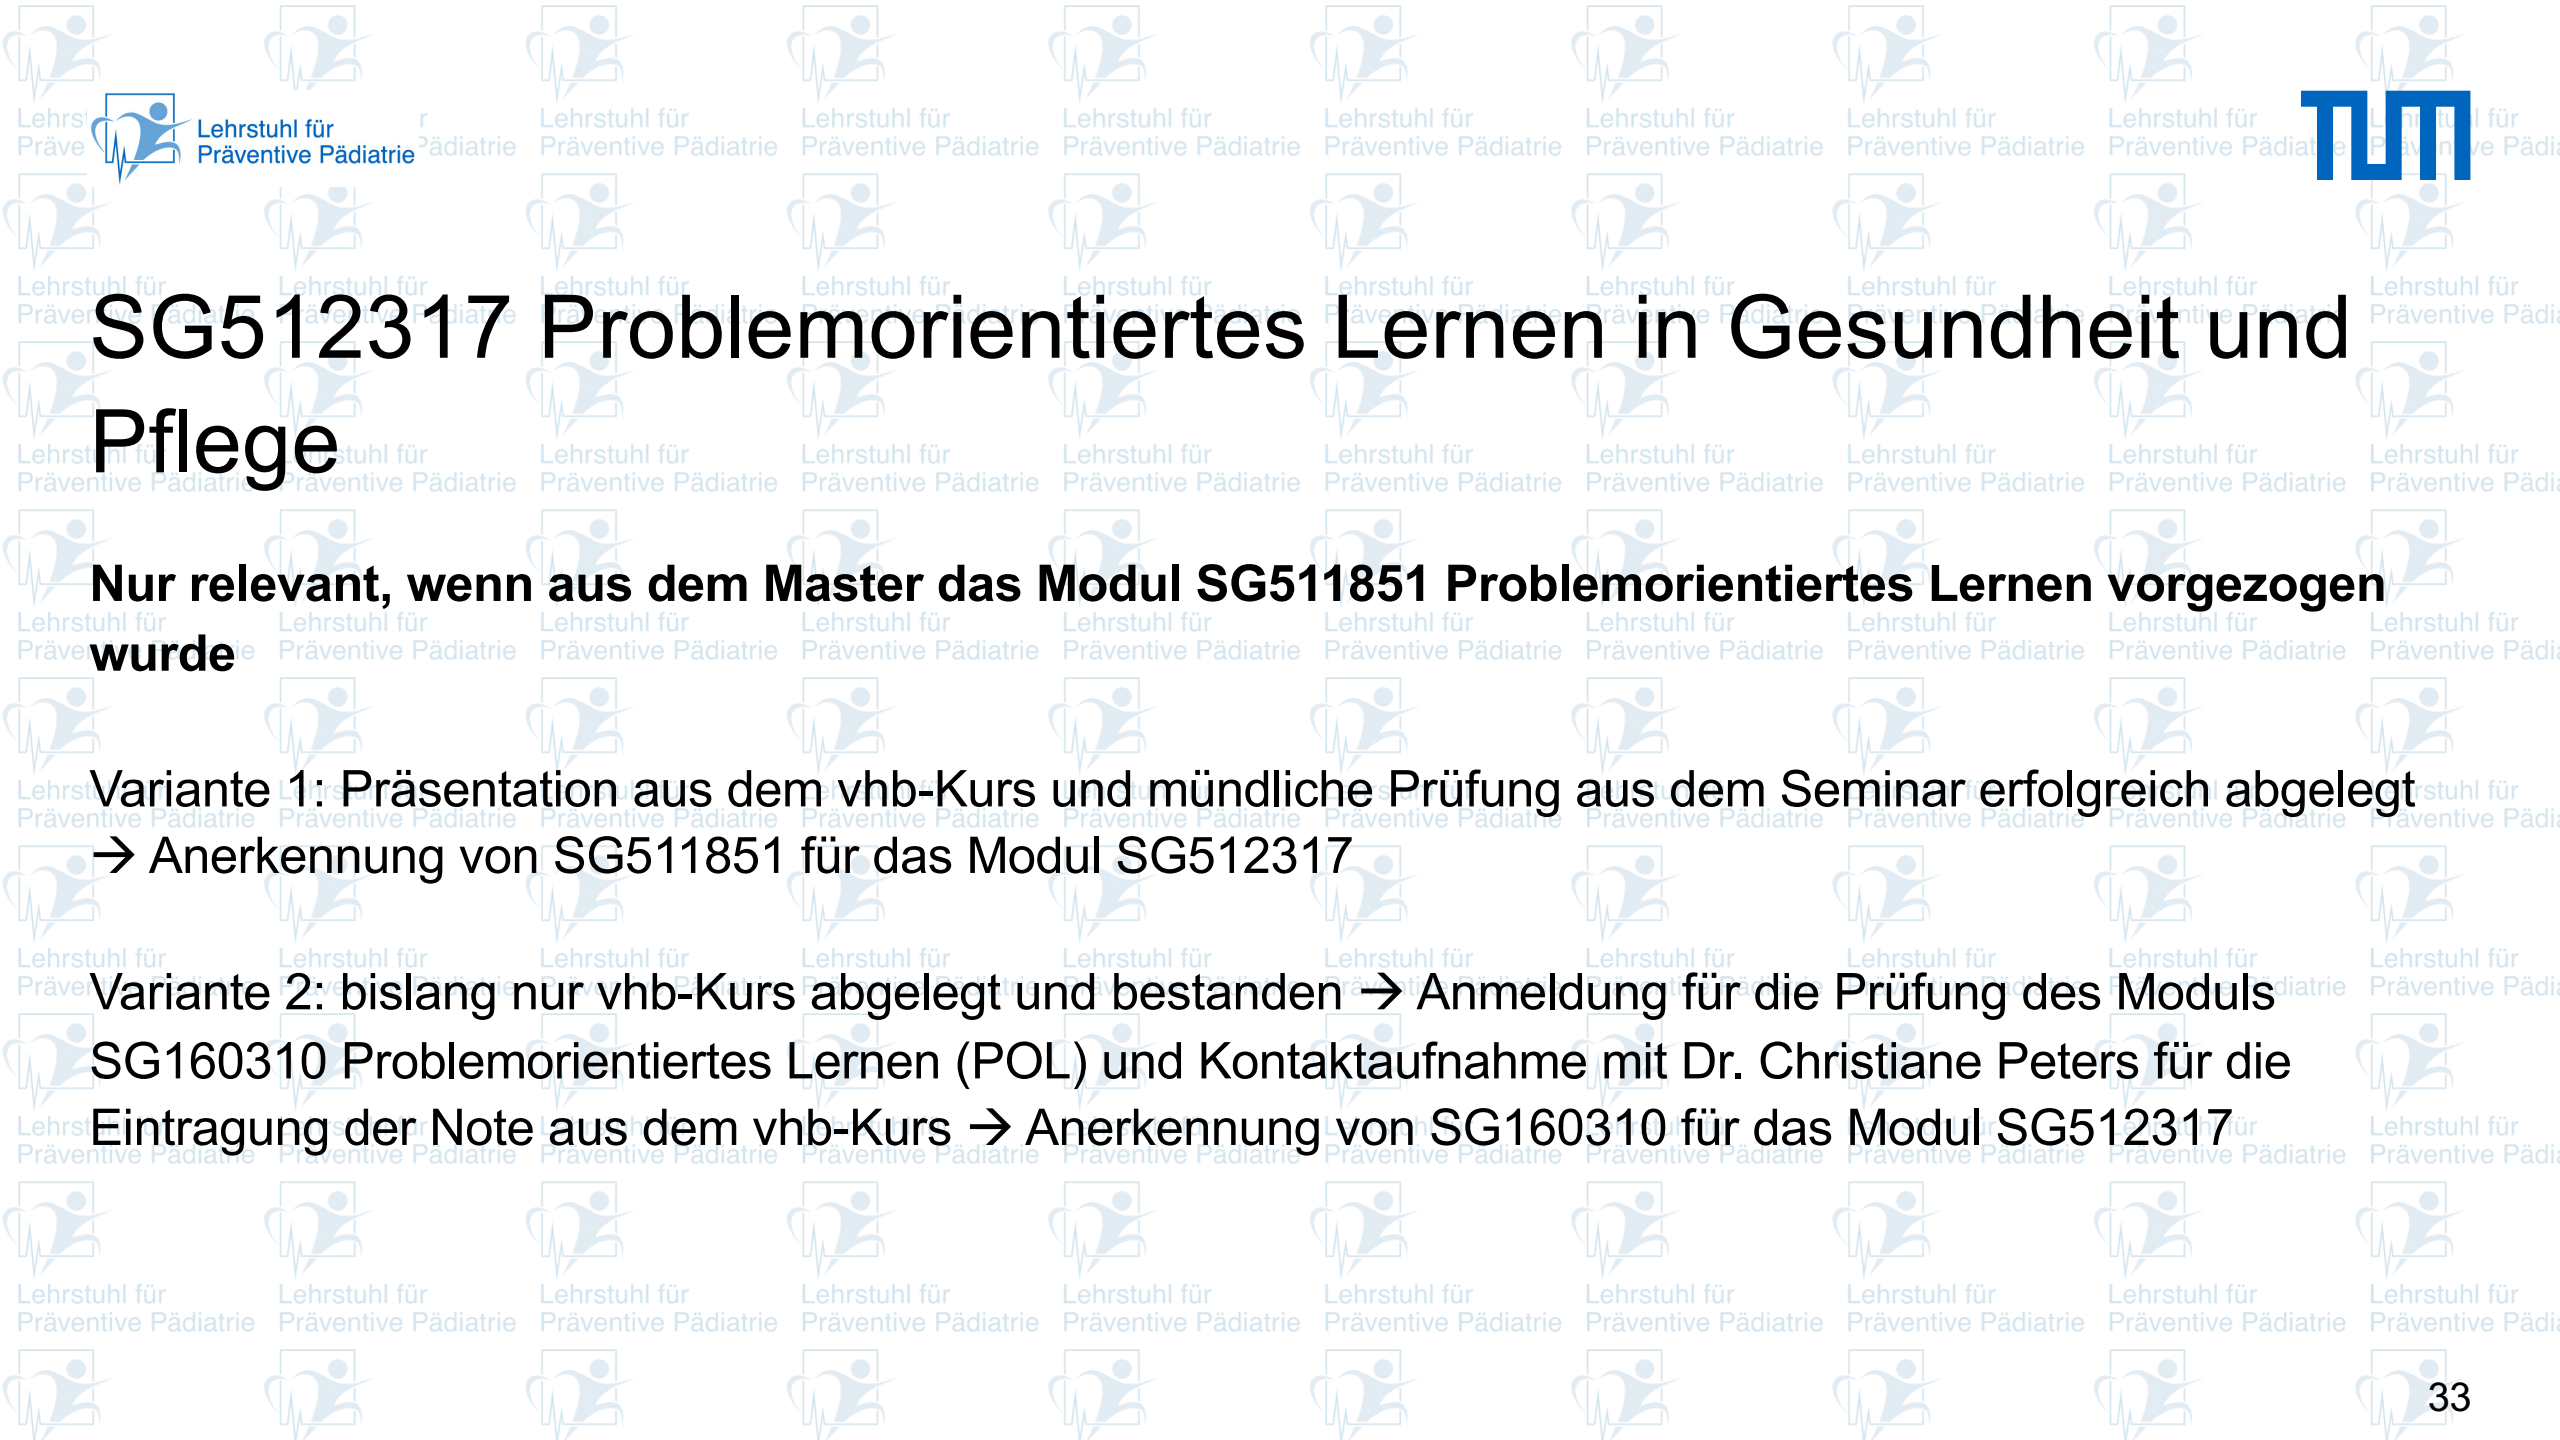 Lehrstuhl für
Präventive Pädiatrie
TUM
SG512317 Problemorientiertes Lernen in Gesundheit und
Pflege
Nur relevant, wenn aus dem Master das Modul SG511851 Problemorientiertes Lernen vorgezogen
wurde
Variante 1: Präsentation aus dem vhb-Kurs und mündliche Prüfung aus dem Seminar erfolgreich abgelegt
→ Anerkennung von SG511851 für das Modul SG512317
Variante 2: bislang nur vhb-Kurs abgelegt und bestanden → Anmeldung für die Prüfung des Moduls
SG160310 Problemorientiertes Lernen (POL) und Kontaktaufnahme mit Dr. Christiane Peters für die
Eintragung der Note aus dem vhb-Kurs → Anerkennung von SG160310 für das Modul SG512317
33